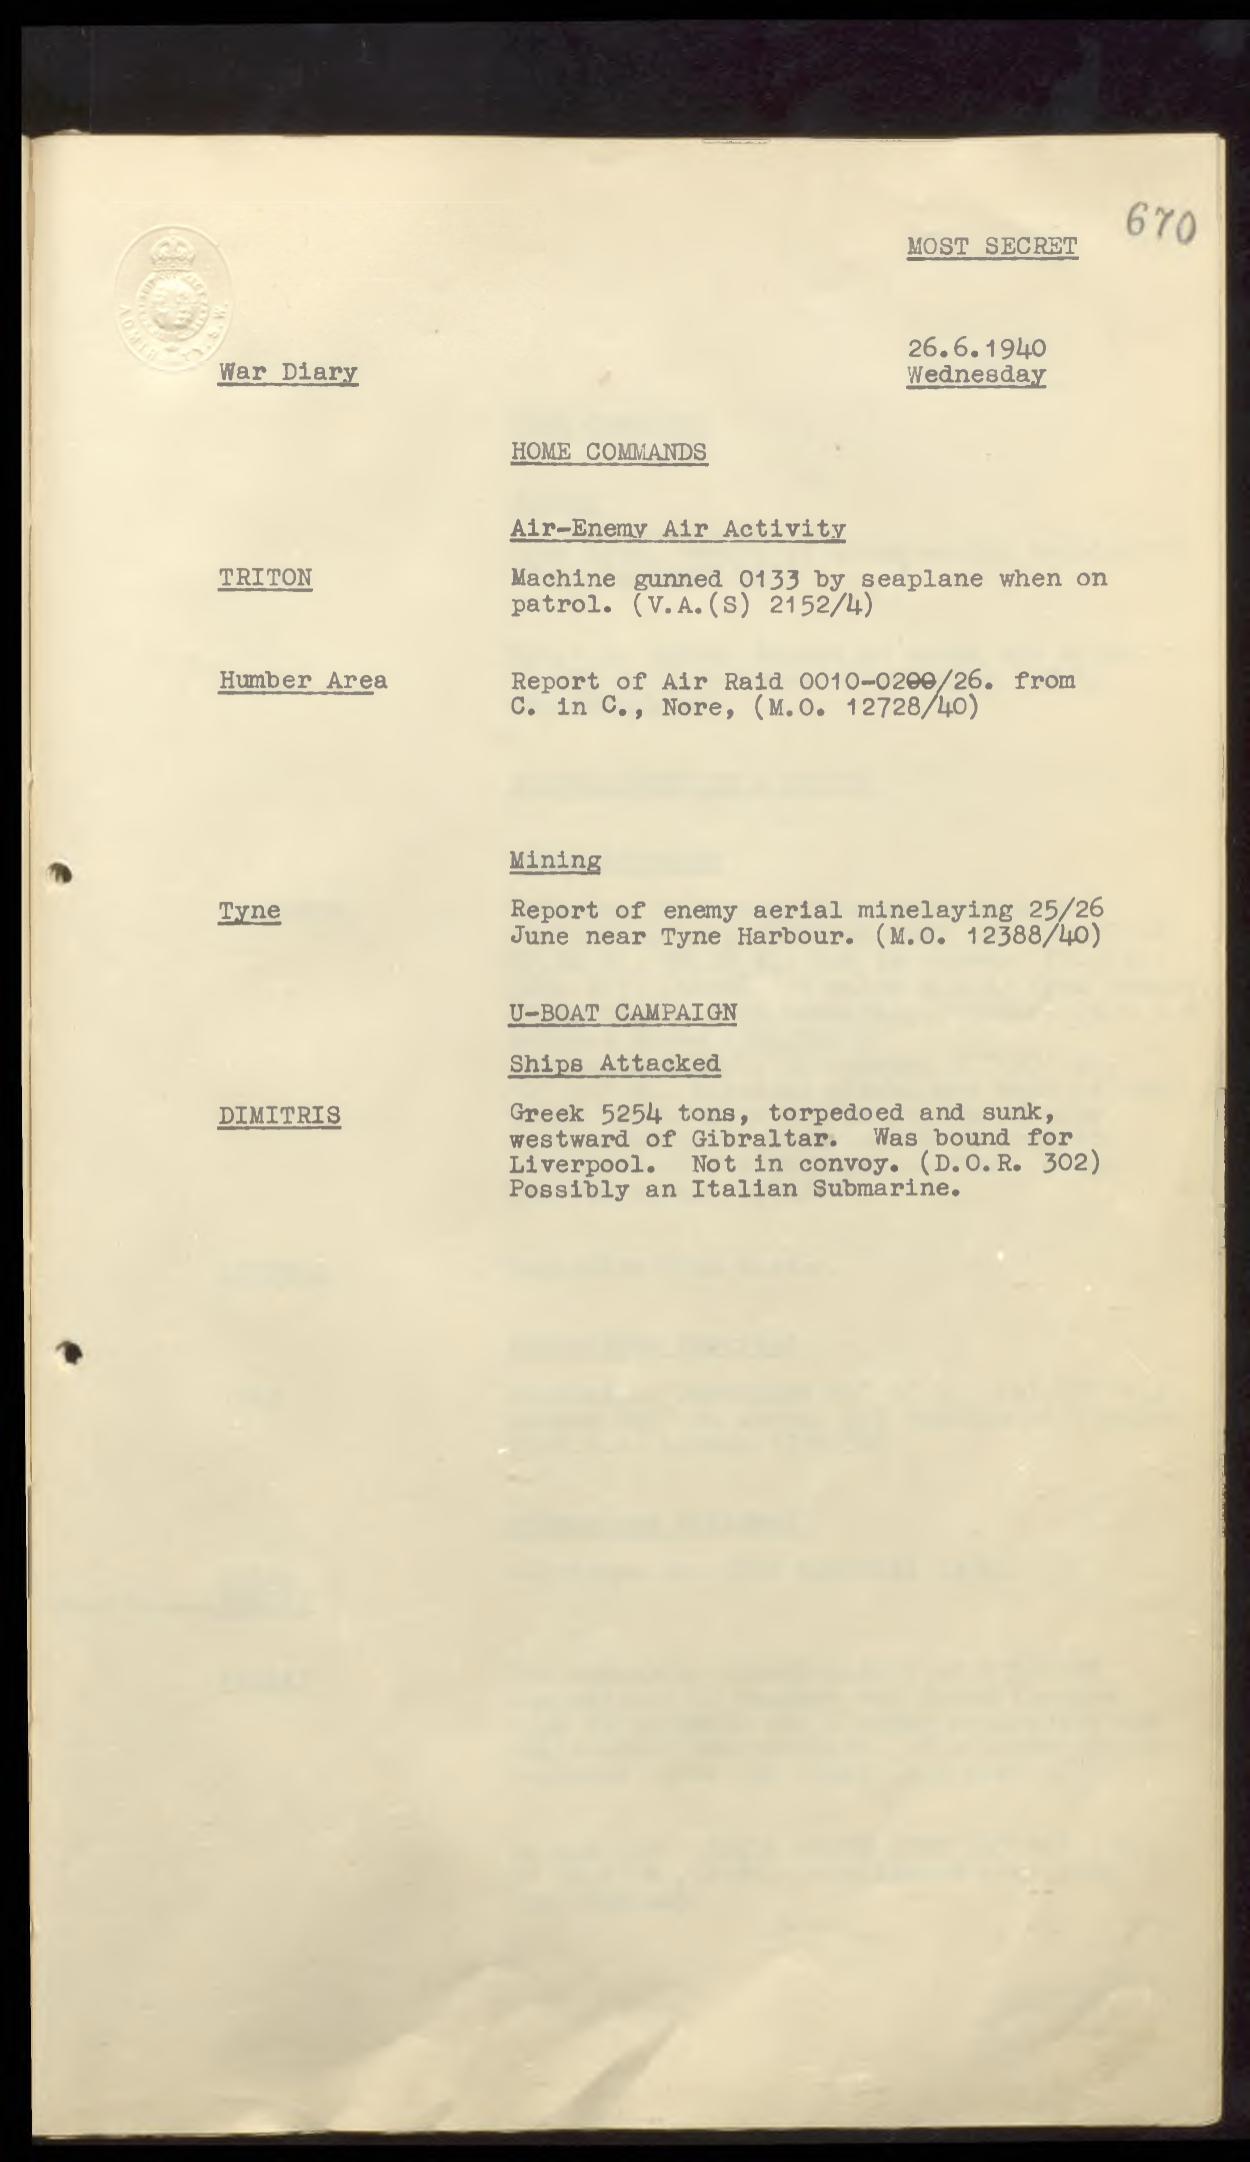 670
MOST SECRET
26.6.1940
War Diary
Wednesday
HOME COMMANDS
Air-Enemy Air Activity
TRITON
Machine gunned 0133 by seaplane when on
patrol. (V.A.(S) 2152/4)
Humber Area
Report of Air Raid 0010-0200/26. from
C. in C., Nore, (M.O. 12728/40)
Mining
Tyne
Report of enemy aerial minelaying 25/26
June near Tyne Harbour. (M.O. 12388/40)
U-BOAT CAMPAIGN
Ships Attacked
DIMITRIS
Greek 5254 tons, torpedoed and sunk,
westward of Gibraltar. Was bound for
Liverpool. Not in convoy. (D.O.R. 302)
Possibly an Italian Submarine.